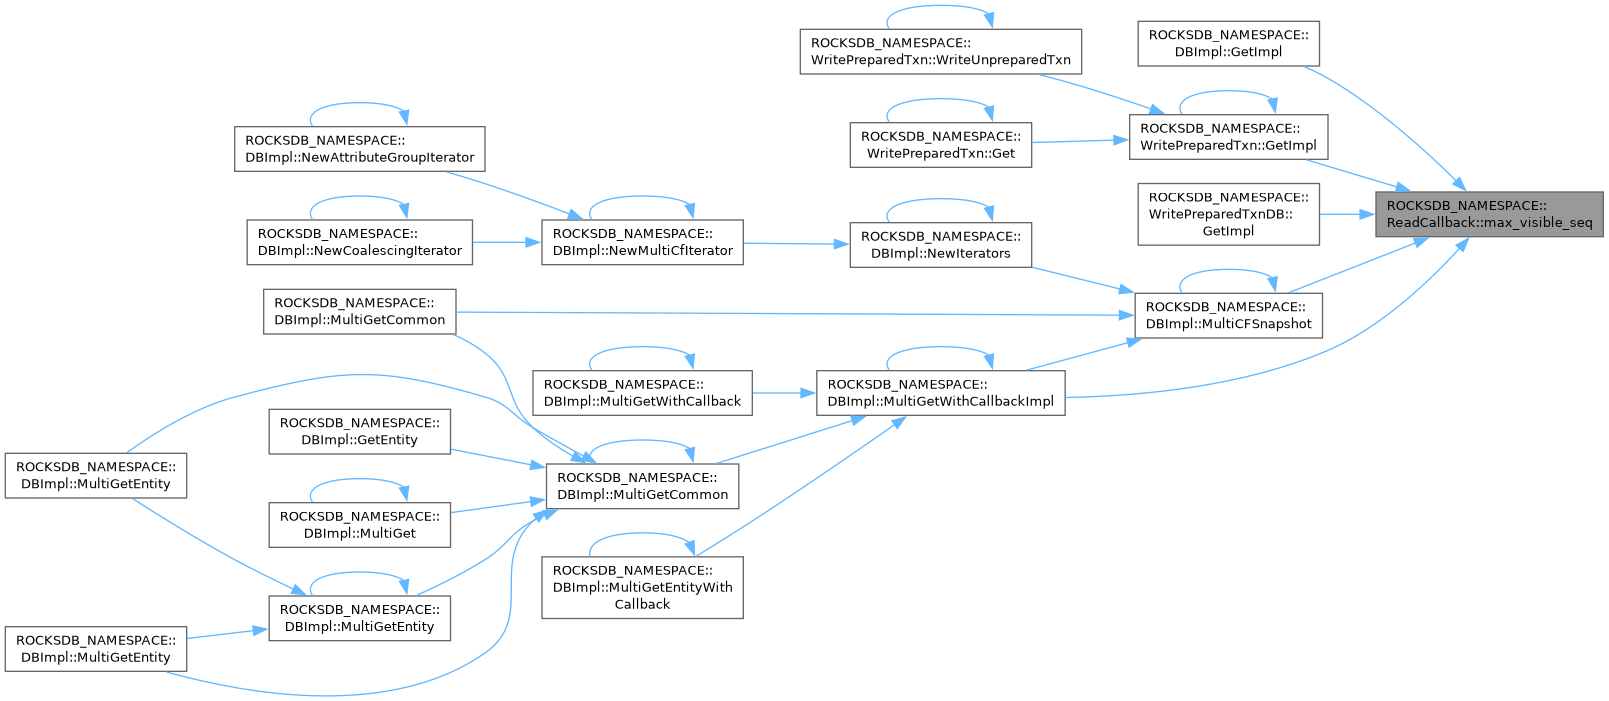 ROCKSDB_NAMESPACE::
WritePreparedTxn::WriteUnpreparedTxn
ROCKSDB_NAMESPACE::
DBImpl::GetImpl
ROCKSDB_NAMESPACE::
DBImpl::NewAttributeGroupIterator
ROCKSDB_NAMESPACE::
WritePreparedTxn::Get
ROCKSDB_NAMESPACE::
WritePreparedTxn::GetImpl
ROCKSDB_NAMESPACE::
WritePreparedTxnDB::
GetImpl
ROCKSDB_NAMESPACE::
ReadCallback::max_visible_seq
ROCKSDB_NAMESPACE::
DBImpl::NewCoalescingIterator
ROCKSDB_NAMESPACE::
DBImpl::NewMultiCfIterator
ROCKSDB_NAMESPACE::
DBImpl::NewIterators
ROCKSDB_NAMESPACE::
DBImpl::MultiGetCommon
ROCKSDB_NAMESPACE::
DBImpl::MultiCFSnapshot
ROCKSDB_NAMESPACE::
DBImpl::MultiGetWithCallback
ROCKSDB_NAMESPACE::
DBImpl::MultiGetWithCallbackImpl
ROCKSDB_NAMESPACE::
DBImpl::GetEntity
ROCKSDB_NAMESPACE::
DBImpl::MultiGetEntity
ROCKSDB_NAMESPACE::
DBImpl::MultiGetCommon
ROCKSDB_NAMESPACE::
DBImpl::MultiGet
ROCKSDB_NAMESPACE::
DBImpl::MultiGetEntityWith
Callback
ROCKSDB_NAMESPACE::
DBImpl::MultiGetEntity
ROCKSDB_NAMESPACE::
DBImpl::MultiGetEntity